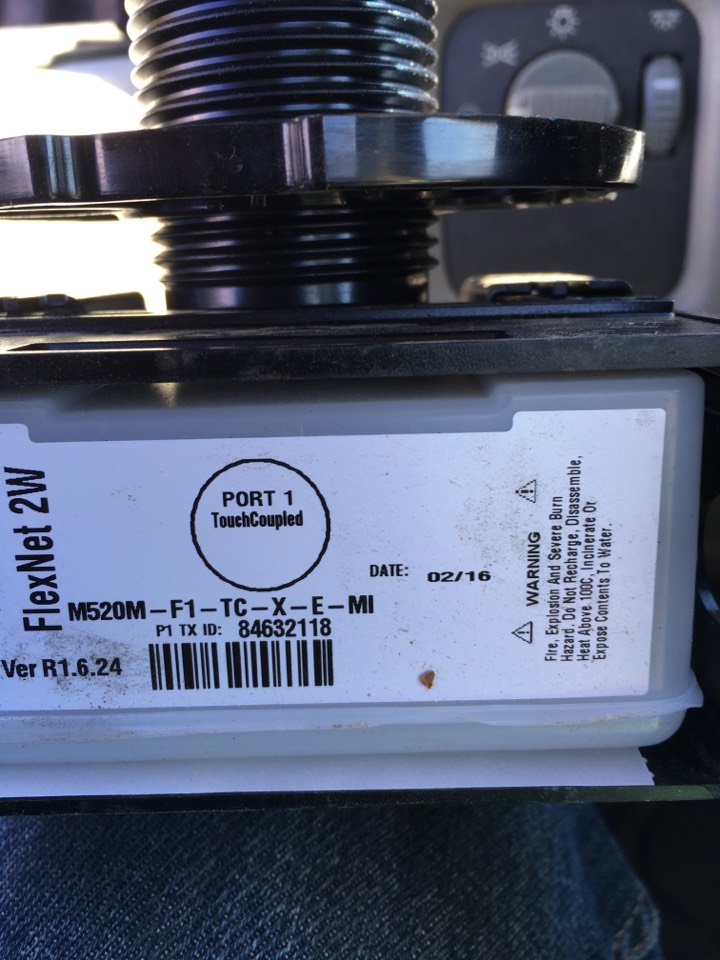 FlexNet 2W
PORT 1
TouchCoupled
DATE: 02/16
M520M-F1-TC-X-E-MI
P1 TX ID: 84632118
Ver R1.6.24
WARNING
Fire, Explosion And Severe Burn
Hazard. Do Not Recharge, Disassemble,
Heat Above 100C, Incinerate Or
Expose Contents To Water.